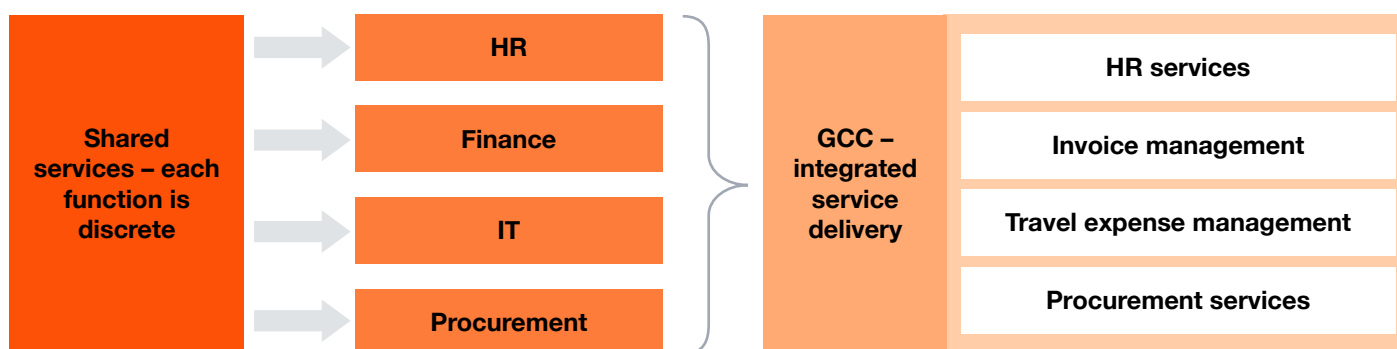 Shared
services – each
function is
discrete
HR
Finance
IT
Procurement
GCC –
integrated
service
delivery
HR services
Invoice management
Travel expense management
Procurement services